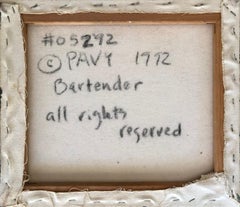 #05292
© PAVY 1992
Bartender
all rights
reserved